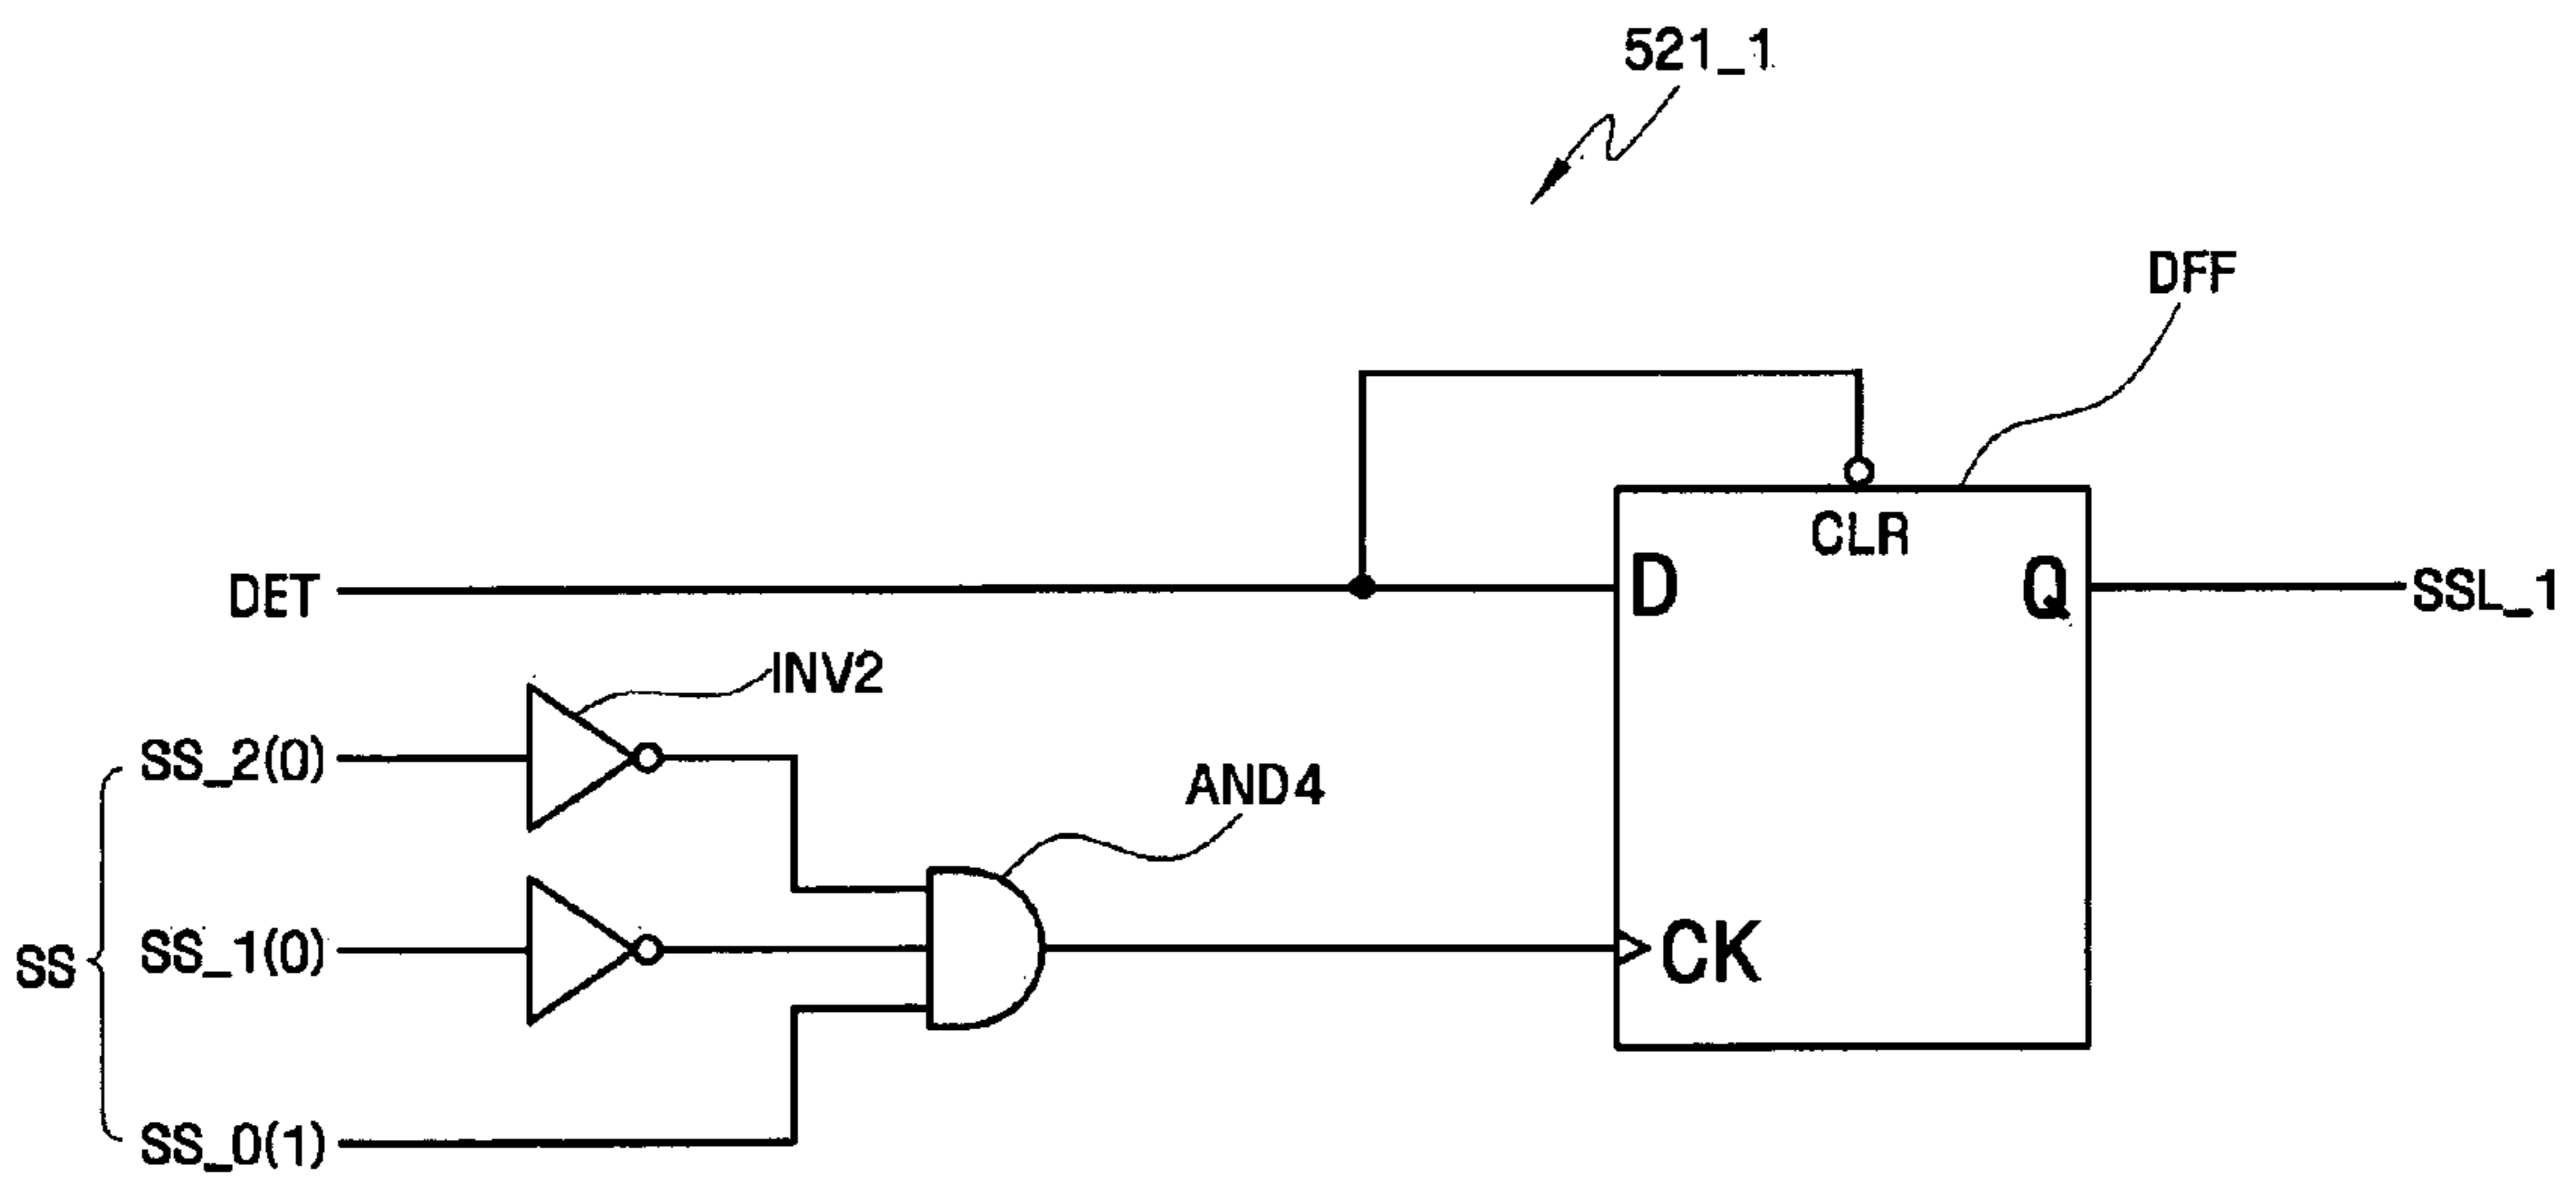 521_1
DFF
CLR
DET
D
Q
SSL_1
INV2
SS_2(0)
AND4
SS
SS_1(0)
CK
SS_0(1)